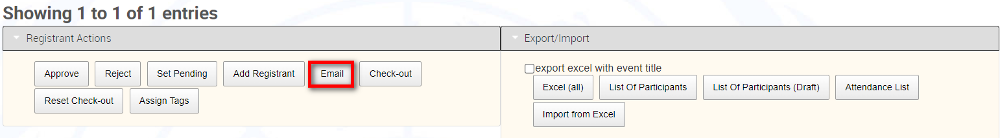 Showing 1 to 1 of 1 entries
Registrant Actions
Approve
Reject
Set Pending
Add Registrant
Email
Check-out
Reset Check-out
Assign Tags
Export/Import
export excel with event title
Excel (all)
List Of Participants
List Of Participants (Draft)
Attendance List
Import from Excel